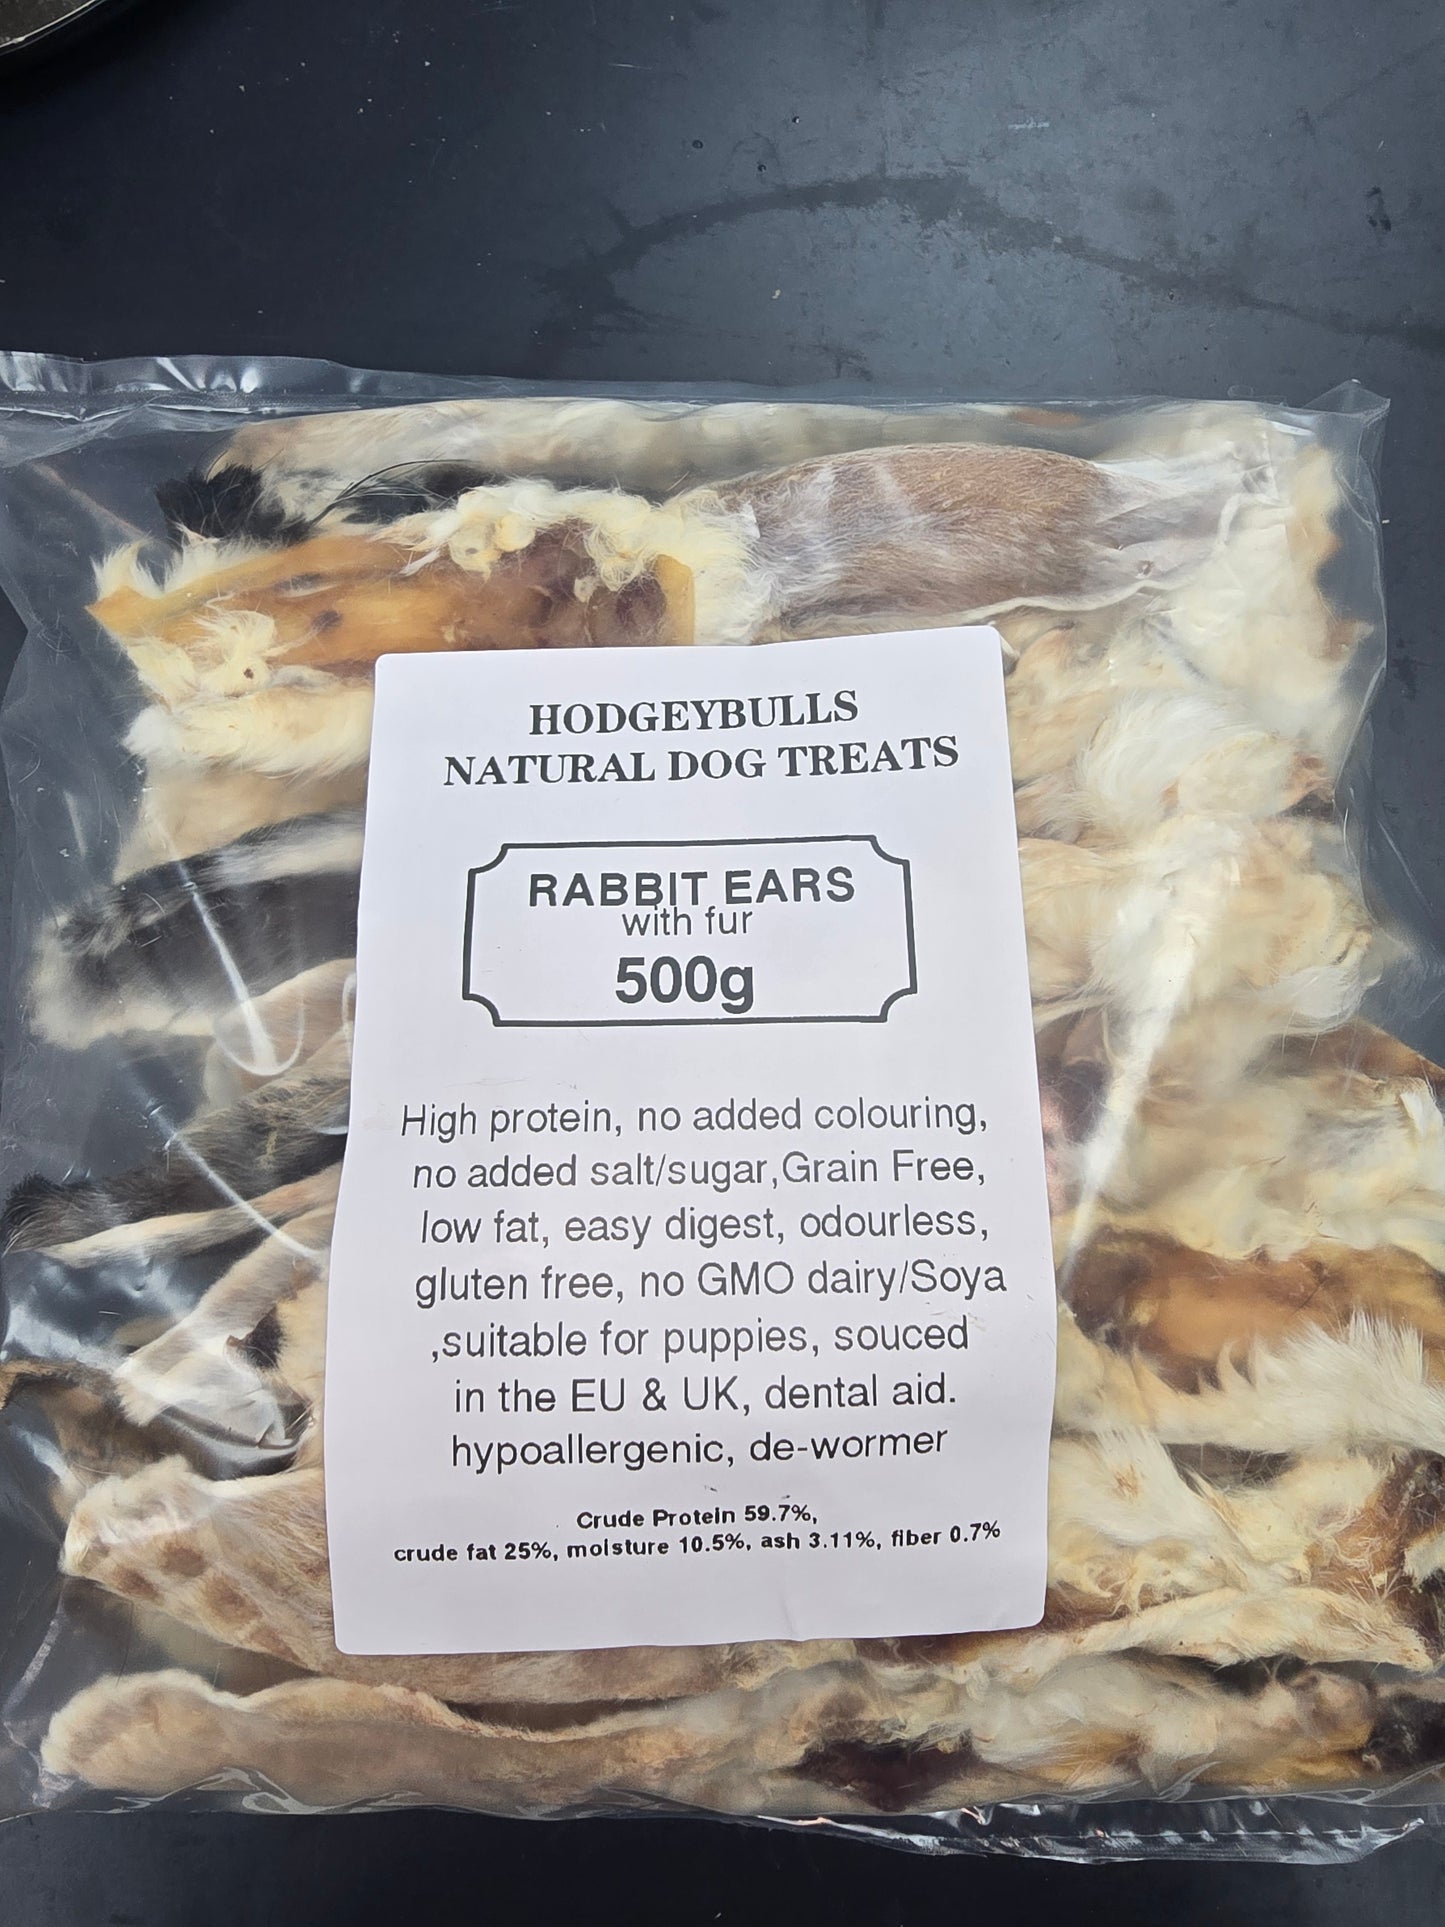 HODGEYBULLS
NATURAL DOG TREATS
RABBIT EARS
with fur
500g
High protein, no added colouring,
no added salt/sugar,Grain Free,
low fat, easy digest, odourless,
gluten free, no GMO dairy/Soya
,suitable for puppies, souced
in the EU & UK, dental aid.
hypoallergenic, de-wormer
Crude Protein 59.7%,
crude fat 25%, moisture 10.5%, ash 3.11%, fiber 0.7%